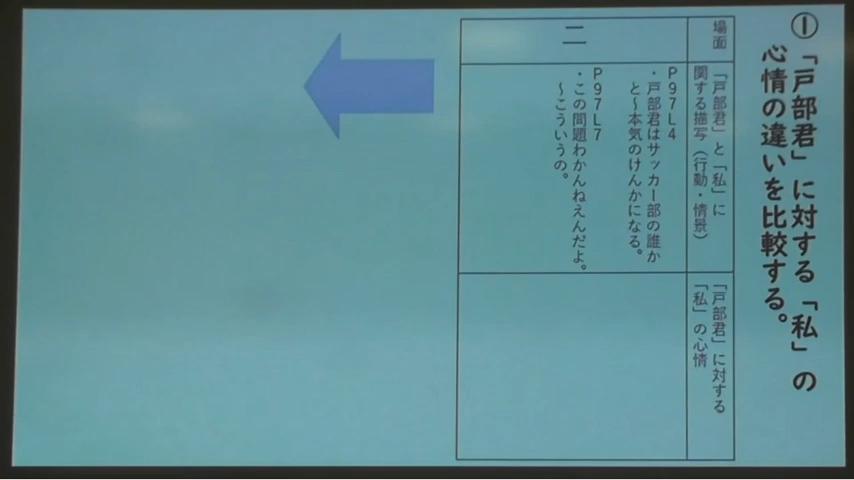 ①「戸部君」に対する「私」の
心情の違いを比較する。
場面
「戸部君」と「私」に
関する描写（行動・情景）
「戸部君」に対する
「私」の心情
二
P97L4
・戸部君はサッカー部の誰か
と～本気のけんかになる。
P97L7
・この問題わかんねえんだよ。
～こういうの。